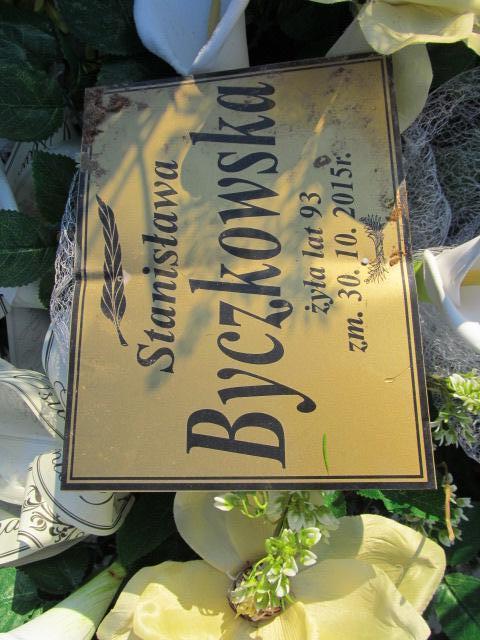 Stanisława
Byczkowska
żyła lat 93
zm. 30. 10. 2015r.